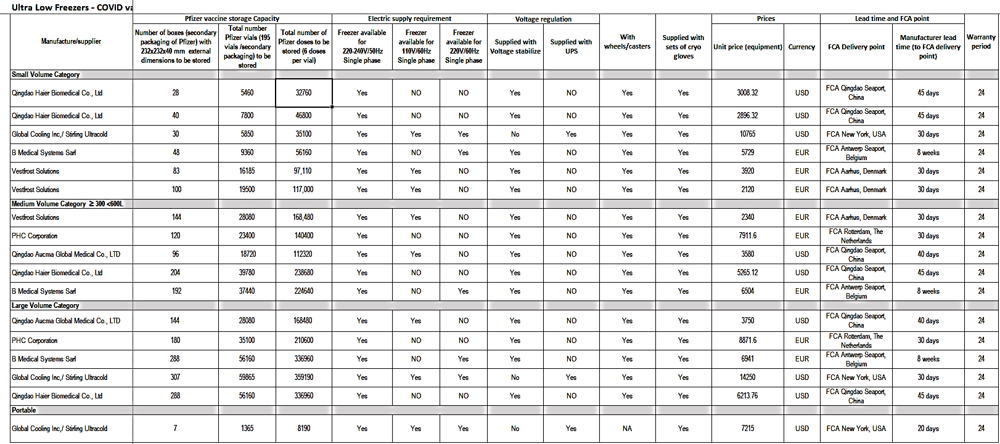 Ultra Low Freezers - COVID va
Pfizer vaccine storage Capacity Electric supply requirement Voltage regulation Prices Lead time and FCA point
Manufacture/supplier Number of boxes (secondary packaging of Pfizer) with 232x232x40 mm external dimensions to be stored Total number Pfizer vials (195 vials /secondary packaging) to be stored Total number of Pfizer doses to be stored (6 doses per vial) Freezer available for 220-240V/50Hz Single phase Freezer available for 110V/60Hz Single phase Freezer available for 220V/60Hz Single phase Supplied with Voltage stabilize Supplied with UPS With wheels/casters Supplied with sets of cryo gloves Unit price (equipment) Currency FCA Delivery point Manufacturer lead time (to FCA delivery point) Warranty period
Small Volume Category
Qingdao Haier Biomedical Co., Ltd 28 5460 32760 Yes NO NO Yes NO Yes Yes 3008.32 USD FCA Qingdao Seaport, China 45 days 24
Qingdao Haier Biomedical Co., Ltd 40 7800 46800 Yes NO NO Yes NO Yes Yes 2896.32 USD FCA Qingdao Seaport, China 45 days 24
Global Cooling Inc,/ Stirling Ultracold 30 5850 35100 Yes Yes Yes No Yes Yes Yes 10765 USD FCA New York, USA 30 days 24
B Medical Systems Sarl 48 9360 56160 Yes NO Yes Yes NO Yes Yes 5729 EUR FCA Antwerp Seaport, Belgium 8 weeks 24
Vestfrost Solutions 83 16185 97,110 Yes Yes NO Yes NO Yes Yes 3920 EUR FCA Aarhus, Denmark 30 days 24
Vestfrost Solutions 100 19500 117,000 Yes Yes NO Yes NO Yes Yes 2120 EUR FCA Aarhus, Denmark 30 days 24
Medium Volume Category ≥ 300 <600L
Vestfrost Solutions 144 28080 168,480 Yes Yes NO Yes NO Yes Yes 2340 EUR FCA Aarhus, Denmark 30 days 24
PHC Corporation 120 23400 140400 Yes NO NO Yes NO Yes Yes 7911.6 EUR FCA Rotterdam, The Netherlands 30 days 24
Qingdao Aucma Global Medical Co., LTD 96 18720 112320 Yes Yes NO Yes NO Yes Yes 3580 USD FCA Qingdao Seaport, China 40 days 24
Qingdao Haier Biomedical Co., Ltd 204 39780 238680 Yes NO NO Yes NO Yes Yes 5265.12 USD FCA Qingdao Seaport, China 45 days 24
B Medical Systems Sarl 192 37440 224640 Yes NO Yes Yes NO Yes Yes 6504 EUR FCA Antwerp Seaport, Belgium 8 weeks 24
Large Volume Category
Qingdao Aucma Global Medical Co., LTD 144 28080 168480 Yes Yes NO Yes NO Yes Yes 3750 USD FCA Qingdao Seaport, China 40 days 24
PHC Corporation 180 35100 210600 Yes NO NO Yes NO Yes Yes 8871.6 EUR FCA Rotterdam, The Netherlands 30 days 24
B Medical Systems Sarl 288 56160 336960 Yes NO Yes Yes NO Yes Yes 6941 EUR FCA Antwerp Seaport, Belgium 8 weeks 24
Global Cooling Inc,/ Stirling Ultracold 307 59865 359190 Yes Yes Yes No Yes Yes Yes 14250 USD FCA New York, USA 30 days 24
Qingdao Haier Biomedical Co., Ltd 288 56160 336960 Yes NO NO Yes NO Yes Yes 6213.76 USD FCA Qingdao Seaport, China 45 days 24
Portable
Global Cooling Inc,/ Stirling Ultracold 7 1365 8190 Yes Yes Yes No Yes NA Yes 7215 USD FCA New York, USA 20 days 24